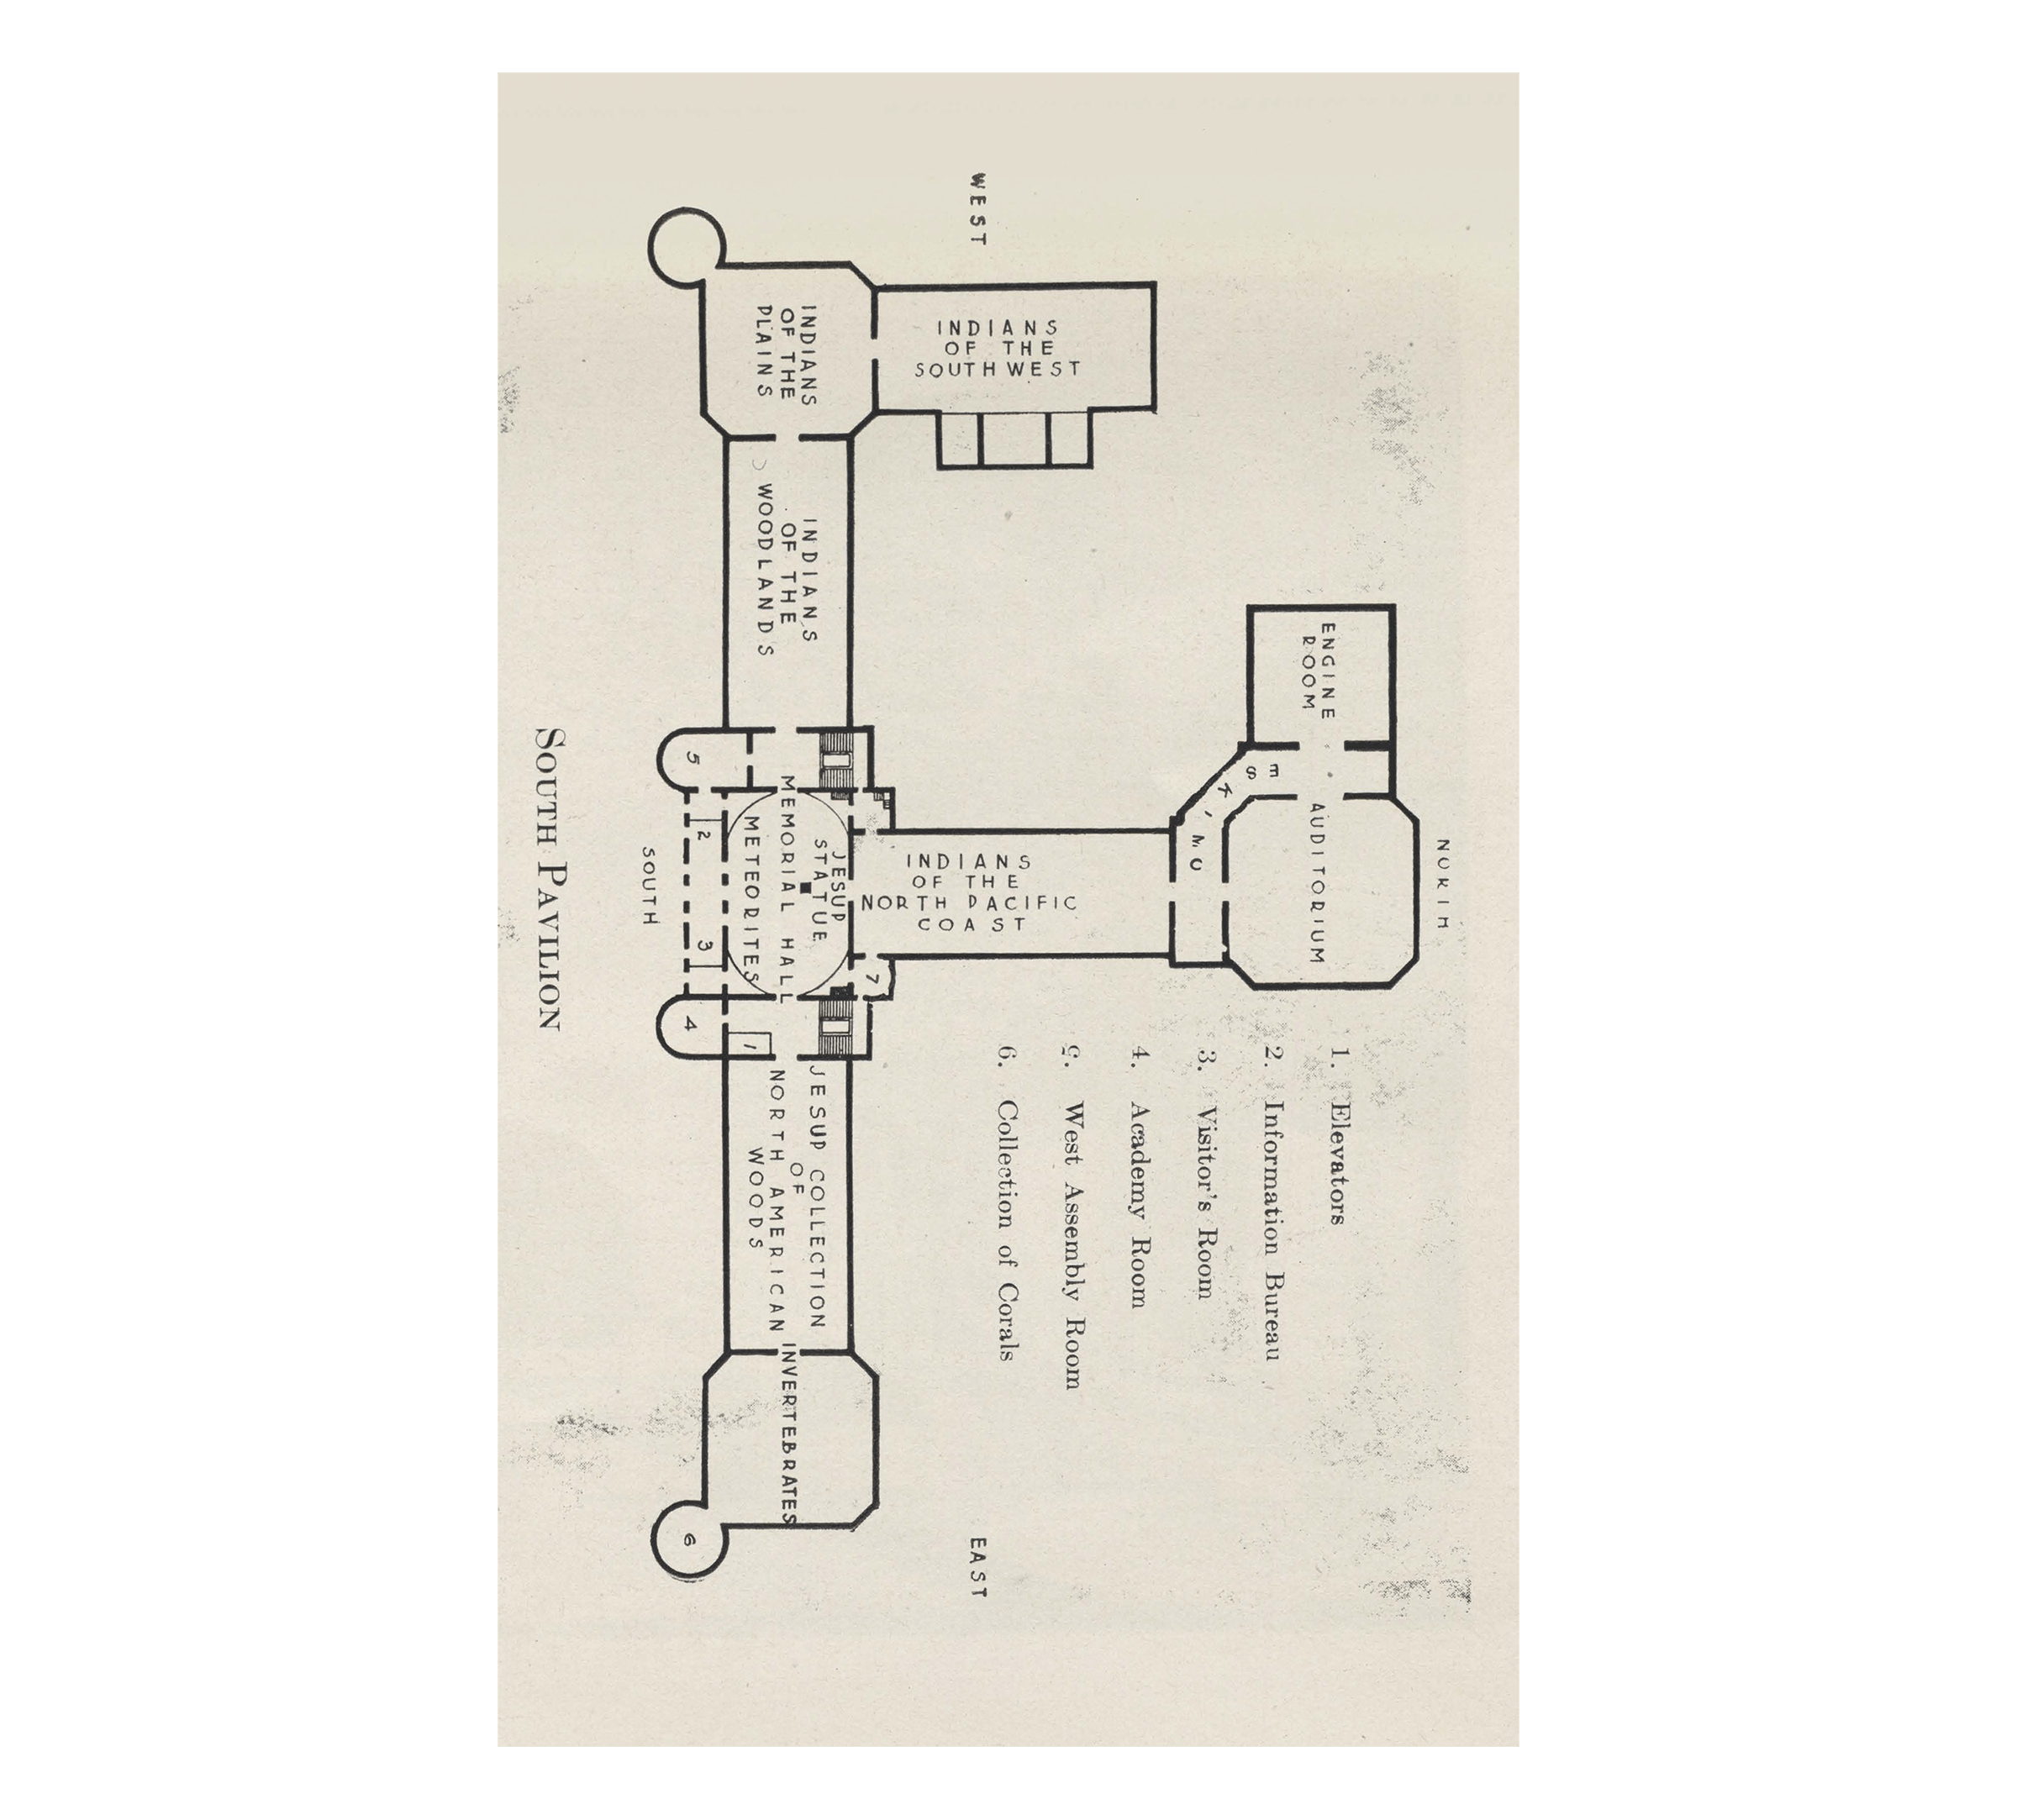 NORTH
ENGINE
ROOM
ESKIMO
AUDITORIUM
1. Elevators
2. Information Bureau
3. Visitor's Room
4. Academy Room
5. West Assembly Room
6. Collection of Corals
WEST
EAST
INDIANS
OF THE
SOUTHWEST
INDIANS
OF THE
NORTH PACIFIC
COAST
INDIANS
OF THE
PLAINS
INDIANS
OF THE
WOODLANDS
7
JESUP
STATUE
MEMORIAL HALL
METEORITES
JESUP COLLECTION
OF
NORTH AMERICAN
WOODS
INVERTEBRATES
1
5
2
3
4
6
SOUTH
SOUTH PAVILION